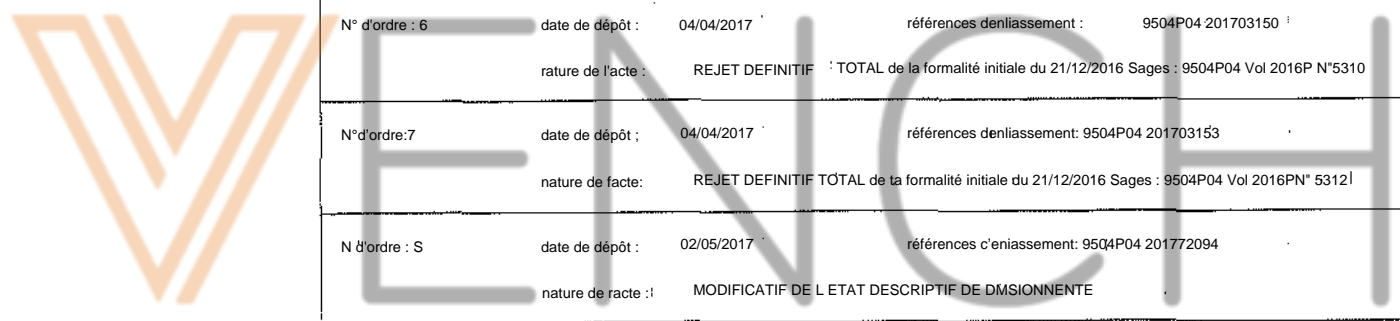 N° d'ordre : 6 date de dépôt : 04/04/2017 références denliassement : 9504P04 201703150
rature de l'acte : REJET DEFINITIF TOTAL de la formalité initiale du 21/12/2016 Sages : 9504P04 Vol 2016P N"5310
N°d'ordre:7 date de dépôt ; 04/04/2017 références denliassement: 9504P04 201703153
nature de facte: REJET DEFINITIF TOTAL de ta formalité initiale du 21/12/2016 Sages : 9504P04 Vol 2016PN" 5312
N d'ordre : S date de dépôt : 02/05/2017 références c'eniassement: 9504P04 201772094
nature de racte : MODIFICATIF DE L ETAT DESCRIPTIF DE DMSIONNENTE
VENCH